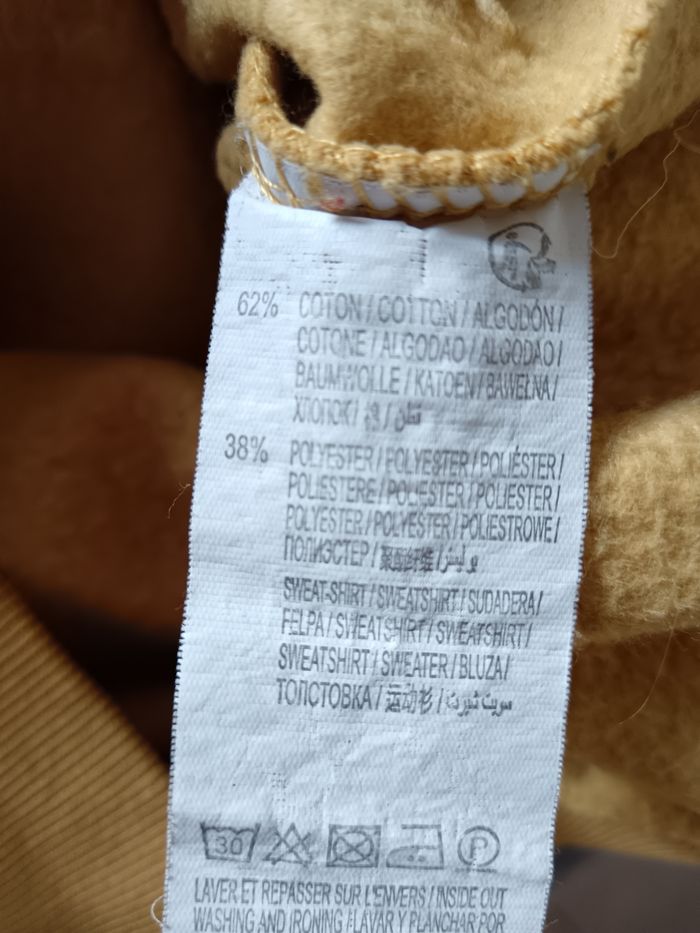 62% COTON / COTTON / ALGODÓN /
COTONE / ALGODAO / ALGODAO /
BAUMWOLLE / KATOEN / BAWEŁNA /
ХЛОПОК / 棉 / قطن
38% POLYESTER / POLYESTER / POLIÉSTER /
POLIESTERE / POLIESTER / POLIESTER /
POLYESTER / POLYESTER / POLIESTROWE /
ПОЛИЭСТЕР / 聚酯纤维 / بوليستر
SWEAT-SHIRT / SWEATSHIRT / SUDADERA /
FELPA / SWEATSHIRT / SWEATSHIRT /
SWEATSHIRT / SWEATER / BLUZA /
ТОЛСТОВКА / 运动衫 / سويت شيرت
30 P
LAVER ET REPASSER SUR L'ENVERS / INSIDE OUT
WASHING AND IRONING / LAVAR Y PLANCHAR POR